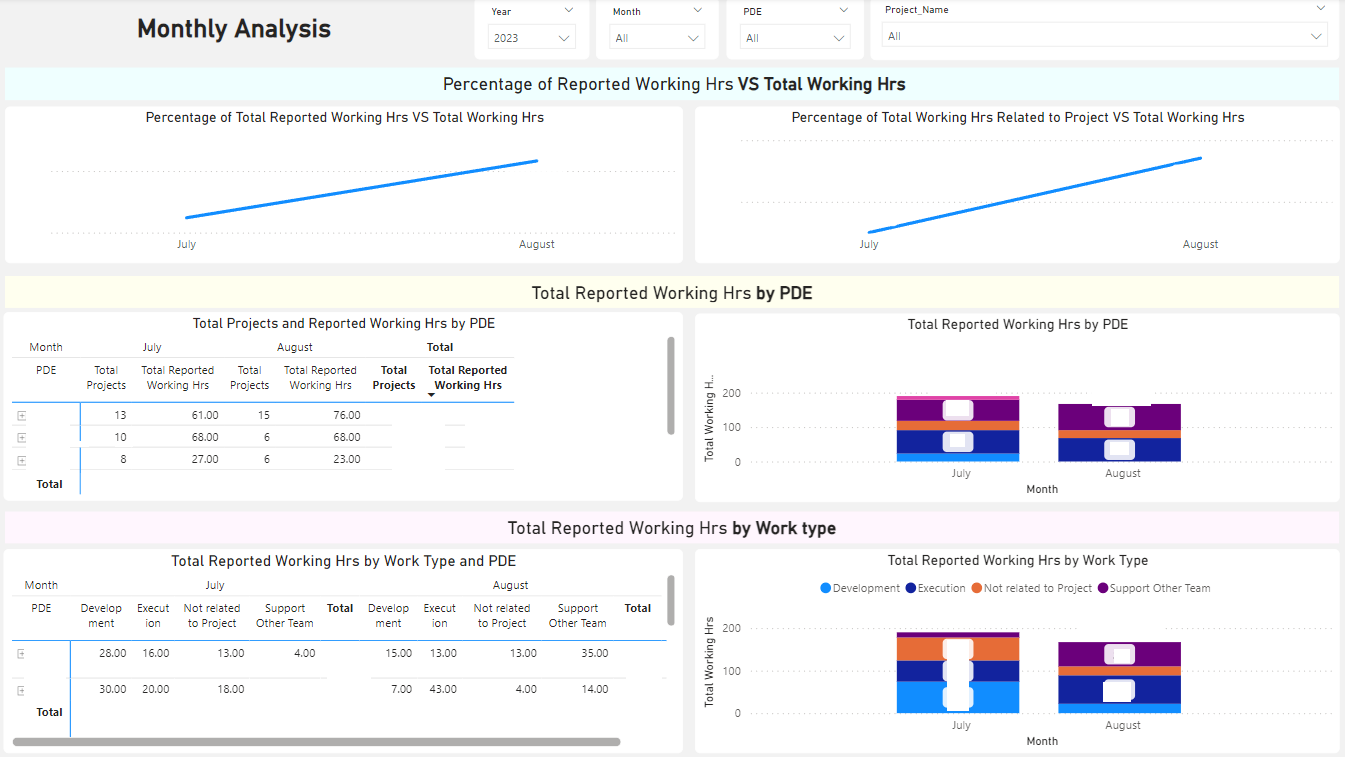 Monthly Analysis
Year
2023
Month
All
PDE
All
Project_Name
All
Percentage of Reported Working Hrs VS Total Working Hrs
Percentage of Total Reported Working Hrs VS Total Working Hrs
July August
Percentage of Total Working Hrs Related to Project VS Total Working Hrs
July August
Total Reported Working Hrs by PDE
Total Projects and Reported Working Hrs by PDE
Month July August Total
PDE Total Projects Total Reported Working Hrs Total Projects Total Reported Working Hrs Total Projects Total Reported Working Hrs
13 61.00 15 76.00
10 68.00 6 68.00
8 27.00 6 23.00
Total
Total Reported Working Hrs by PDE
Total Working H...
200
100
0
July August
Month
Total Reported Working Hrs by Work type
Total Reported Working Hrs by Work Type and PDE
Month July August
PDE Development Execution Not related to Project Support Other Team Total Development Execution Not related to Project Support Other Team Total
28.00 16.00 13.00 4.00 15.00 13.00 13.00 35.00
30.00 20.00 18.00 7.00 43.00 4.00 14.00
Total
Total Reported Working Hrs by Work Type
Development Execution Not related to Project Support Other Team
Total Working Hrs
200
100
0
July August
Month